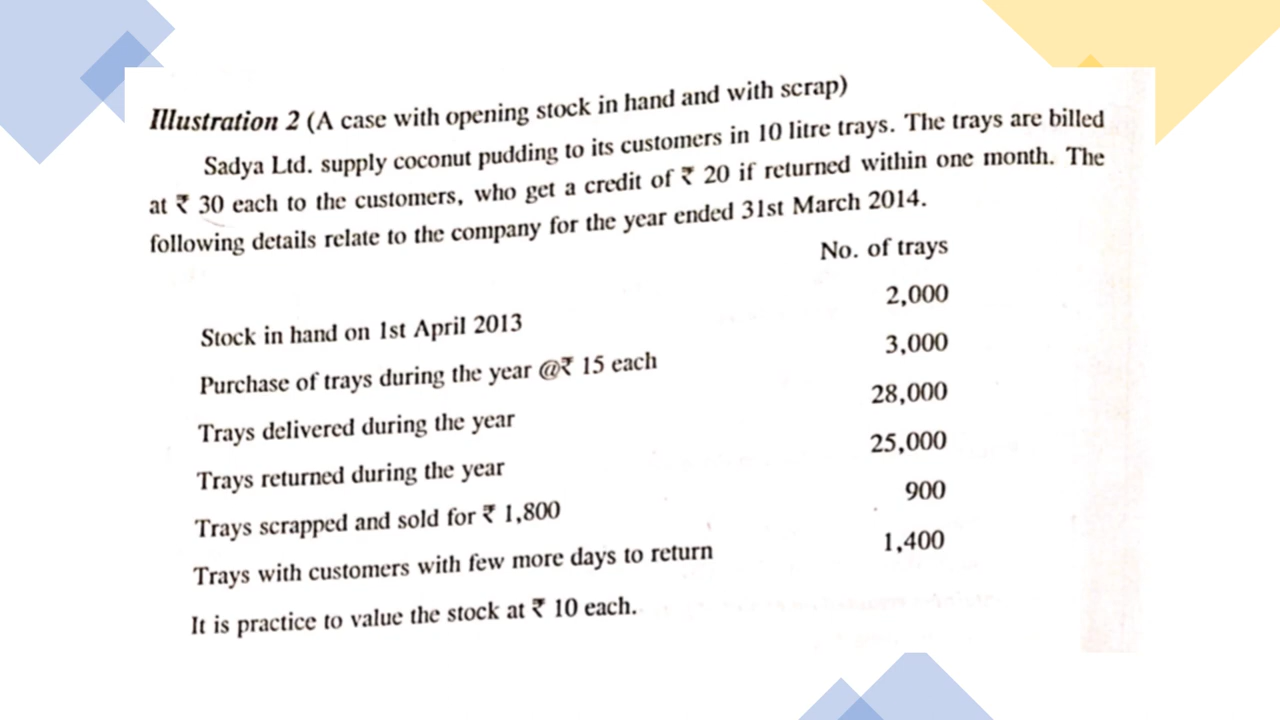 Illustration 2 (A case with opening stock in hand and with scrap)
Sadya Ltd. supply coconut pudding to its customers in 10 litre trays. The trays are billed
at ₹ 30 each to the customers, who get a credit of ₹ 20 if returned within one month. The
following details relate to the company for the year ended 31st March 2014.
No. of trays
Stock in hand on 1st April 2013 2,000
Purchase of trays during the year @₹ 15 each 3,000
Trays delivered during the year 28,000
Trays returned during the year 25,000
Trays scrapped and sold for ₹ 1,800 900
Trays with customers with few more days to return 1,400
It is practice to value the stock at ₹ 10 each.